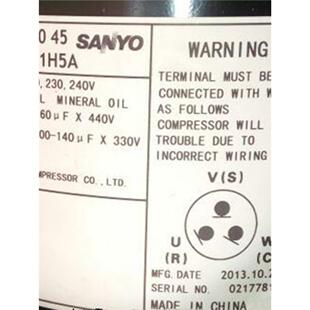 0 45 SANYO
1H5A
, 230, 240V
L MINERAL OIL
60μF X 440V
00-140μF X 330V
MPRESSOR CO., LTD.
WARNING
TERMINAL MUST BE
CONNECTED WITH W
AS FOLLOWS
COMPRESSOR WILL
TROUBLE DUE TO
INCORRECT WIRING
V(S)
U
(R)
W
(C
MFG. DATE 2013.10.2
SERIAL NO. 0217781
MADE IN CHINA